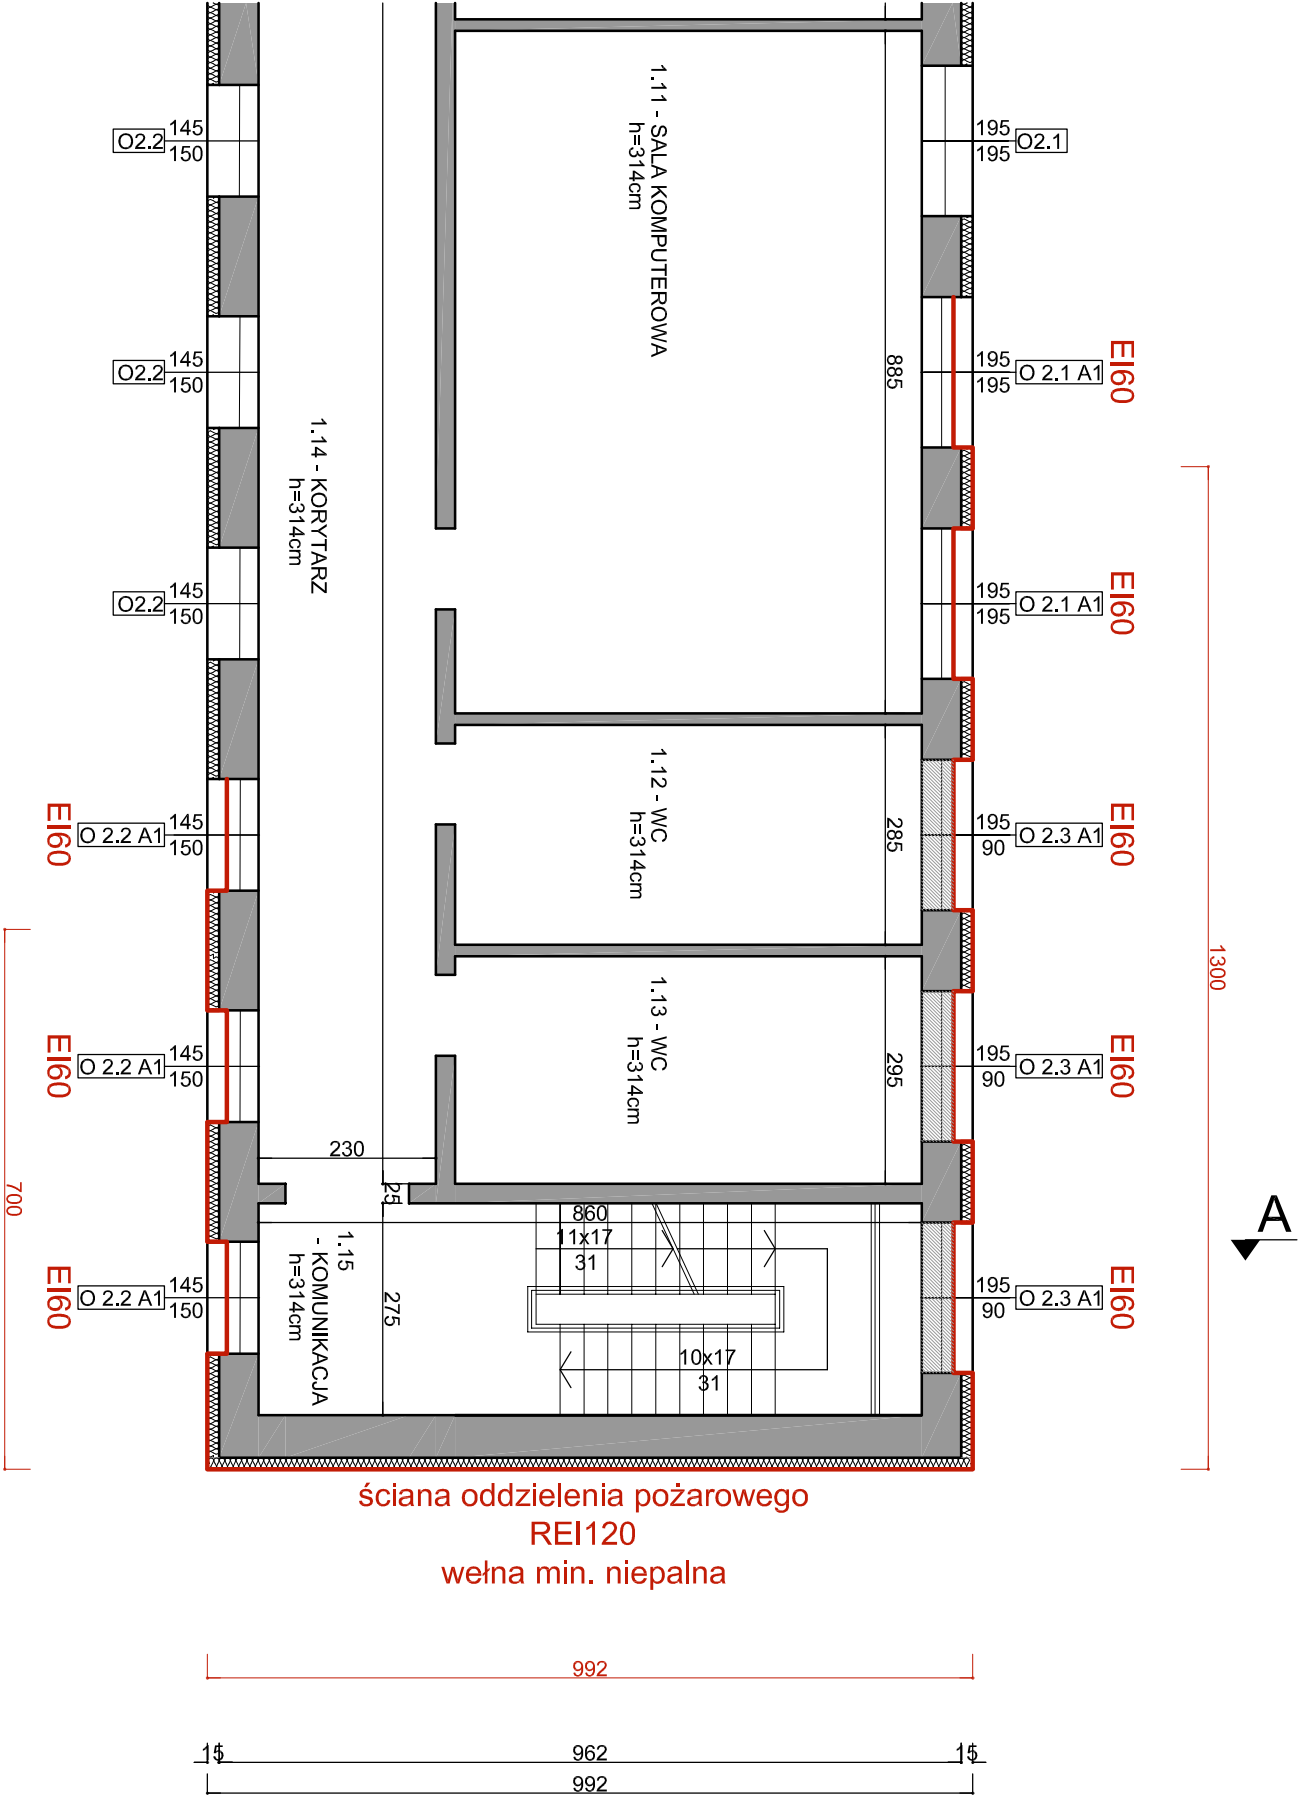 1.11 - SALA KOMPUTEROWA
h=314cm
145
150
O2.2
195
195
O2.1
145
150
O2.2
885
195
195
O 2.1 A1
EI60
1.14 - KORYTARZ
h=314cm
145
150
O2.2
195
195
O 2.1 A1
EI60
1.12 - WC
h=314cm
EI60
O 2.2 A1
145
150
285
195
90
O 2.3 A1
EI60
1300
1.13 - WC
h=314cm
EI60
O 2.2 A1
145
150
295
195
90
O 2.3 A1
EI60
700
230
25
860
11x17
31
A
1.15
- KOMUNIKACJA
h=314cm
EI60
O 2.2 A1
145
150
275
195
90
O 2.3 A1
EI60
10x17
31
ściana oddzielenia pożarowego
REI120
wełna min. niepalna
992
15
962
15
992